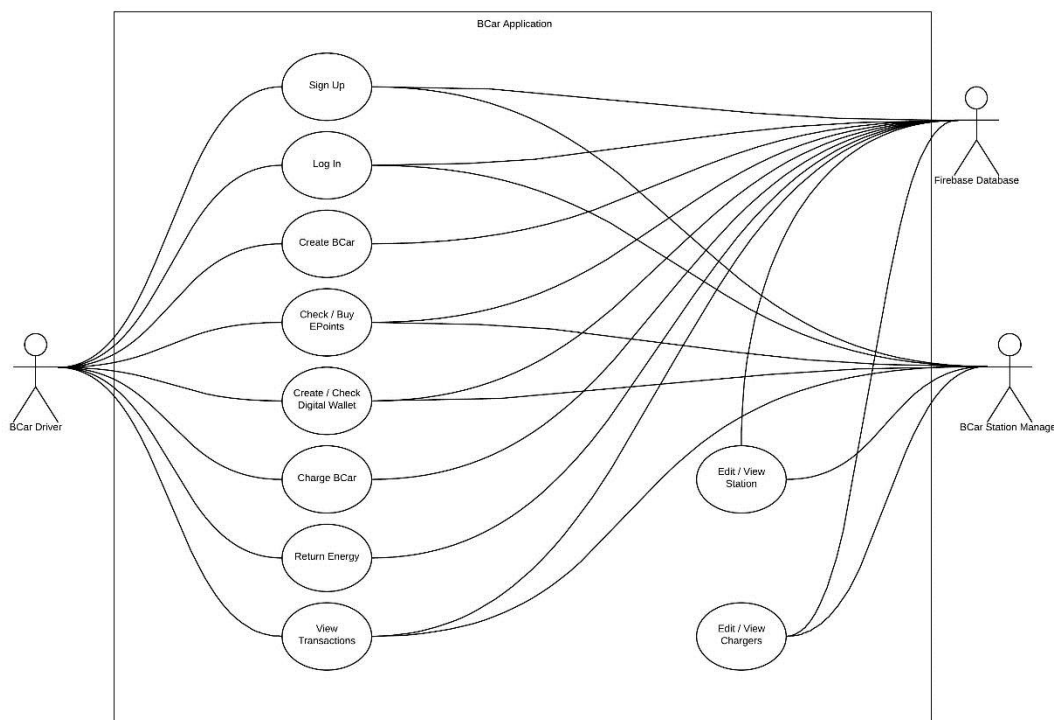 BCar Application
Sign Up
Log In
Firebase Database
Create BCar
Check / Buy
EPoints
BCar Driver
Create / Check
Digital Wallet
BCar Station Manage
Charge BCar
Edit / View
Station
Return Energy
View
Transactions
Edit / View
Chargers